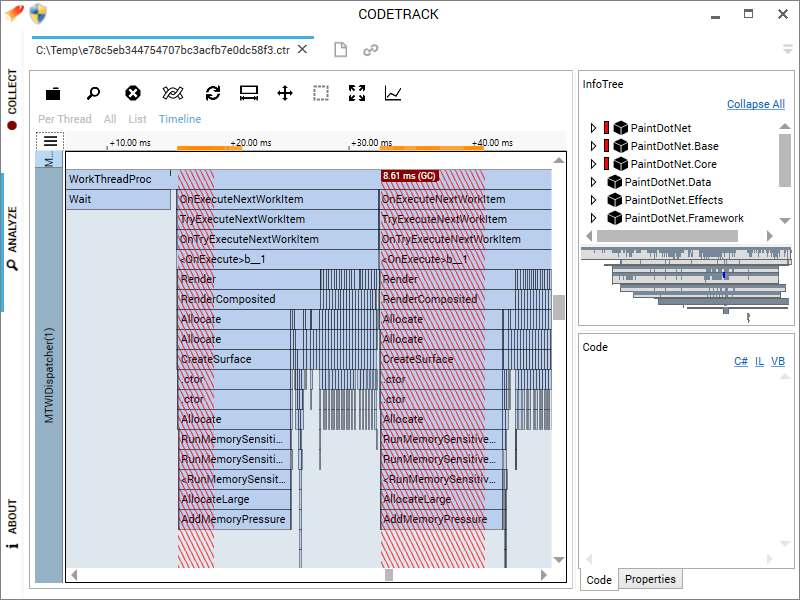 CODETRACK
C:\Temp\e78c5eb344754707bc3acfb7e0dc58f3.ctr
COLLECT
ANALYZE
ABOUT
Per Thread All List Timeline
+10.00 ms +20.00 ms +30.00 ms +40.00 ms
M...
MTWIDispatcher(1)
WorkThreadProc 8.61 ms (GC)
Wait OnExecuteNextWorkItem OnExecuteNextWorkItem
TryExecuteNextWorkItem TryExecuteNextWorkItem
OnTryExecuteNextWorkItem OnTryExecuteNextWorkItem
<OnExecute>b__1 <OnExecute>b__1
Render Render
RenderComposited RenderComposited
Allocate Allocate
Allocate Allocate
CreateSurface CreateSurface
.ctor .ctor
.ctor .ctor
Allocate Allocate
RunMemorySensiti... RunMemorySensitive...
RunMemorySensiti... RunMemorySensitive...
<RunMemorySensit... <RunMemorySensitiv...
AllocateLarge AllocateLarge
AddMemoryPressure AddMemoryPressure
InfoTree
Collapse All
PaintDotNet
PaintDotNet.Base
PaintDotNet.Core
PaintDotNet.Data
PaintDotNet.Effects
PaintDotNet.Framework
Code
C# IL VB
Code Properties